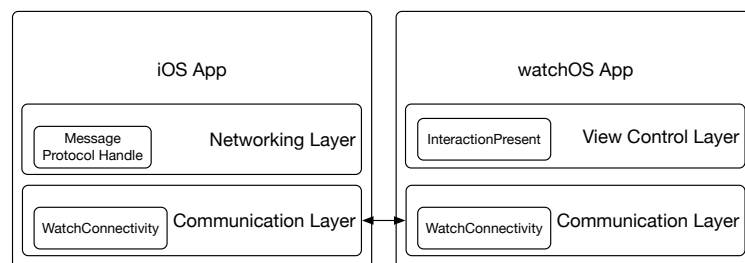 iOS App
Message
Protocol Handle
Networking Layer
WatchConnectivity
Communication Layer
watchOS App
InteractionPresent
View Control Layer
WatchConnectivity
Communication Layer